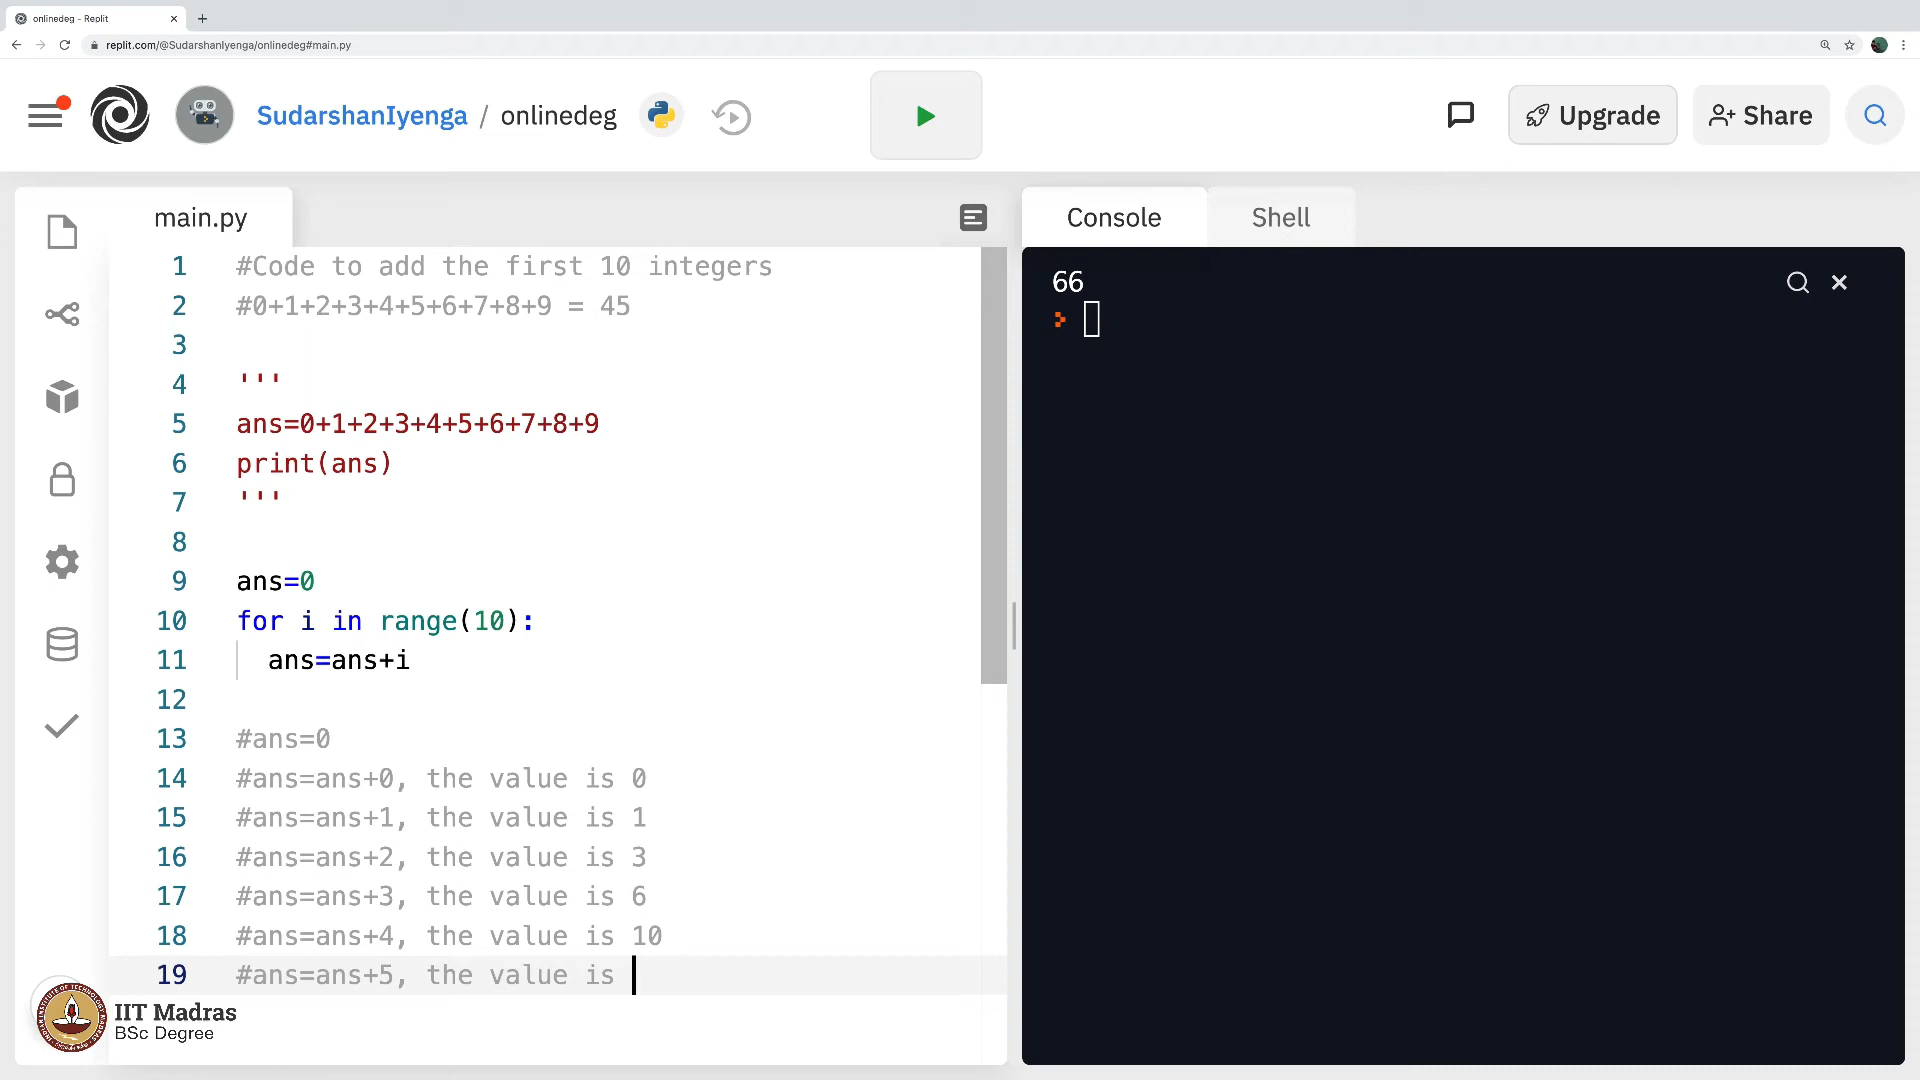 onlinedeg - Replit
replit.com/@SudarshanIyenga/onlinedeg#main.py
SudarshanIyenga / onlinedeg
Upgrade
Share
main.py
Console
Shell
1 #Code to add the first 10 integers
2 #0+1+2+3+4+5+6+7+8+9 = 45
3
4 '''
5 ans=0+1+2+3+4+5+6+7+8+9
6 print(ans)
7 '''
8
9 ans=0
10 for i in range(10):
11 ans=ans+i
12
13 #ans=0
14 #ans=ans+0, the value is 0
15 #ans=ans+1, the value is 1
16 #ans=ans+2, the value is 3
17 #ans=ans+3, the value is 6
18 #ans=ans+4, the value is 10
19 #ans=ans+5, the value is
66
IIT Madras
BSc Degree